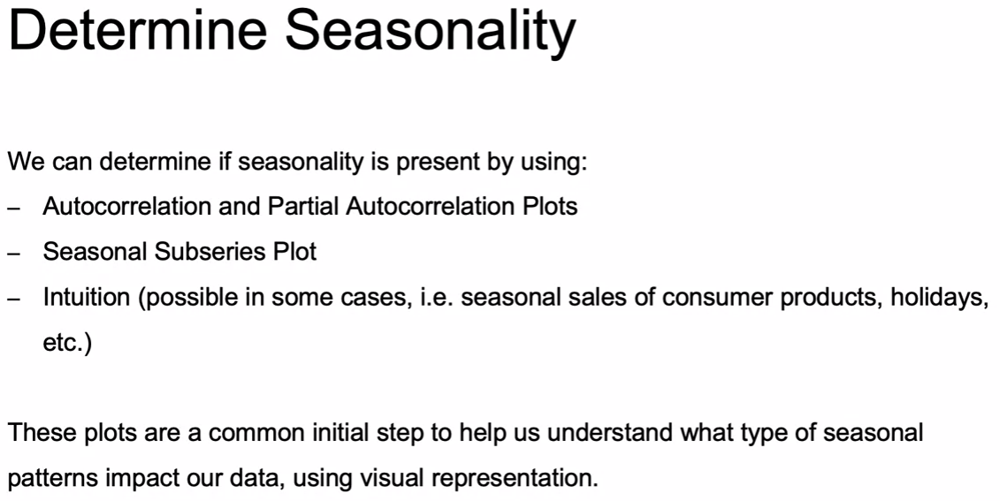 Determine Seasonality
We can determine if seasonality is present by using:
– Autocorrelation and Partial Autocorrelation Plots
– Seasonal Subseries Plot
– Intuition (possible in some cases, i.e. seasonal sales of consumer products, holidays,
etc.)
These plots are a common initial step to help us understand what type of seasonal
patterns impact our data, using visual representation.